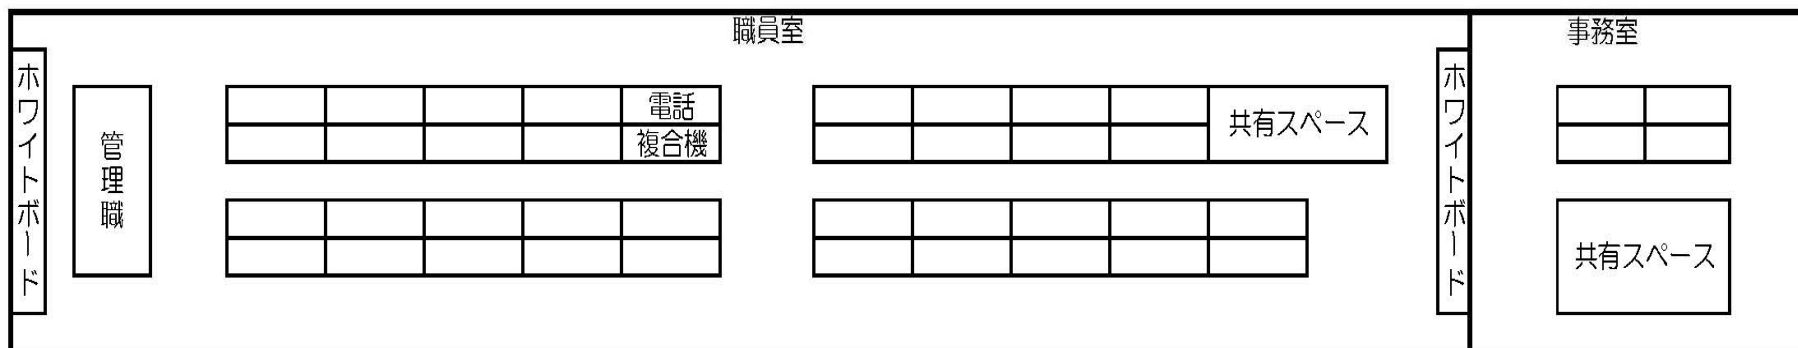 職員室
事務室
ホワイトボード
管理職
電話
複合機
共有スペース
ホワイトボード
共有スペース